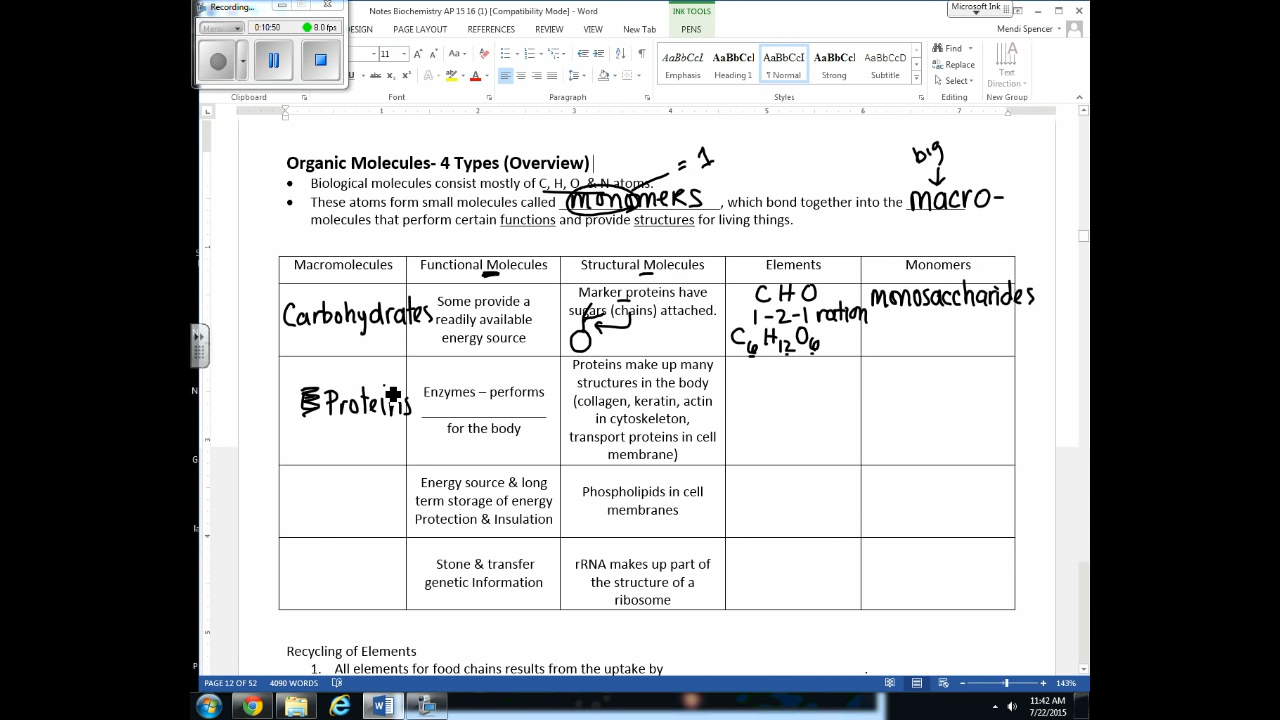 Recording...
Notes Biochemistry AP 15 16 (1) [Compatibility Mode] - Word
INK TOOLS
Microsoft Ink
0:10:50
8.0 fps
DESIGN
PAGE LAYOUT
REFERENCES
REVIEW
VIEW
New Tab
PENS
Mendi Spencer
11
AaBbCcI
AaBbCc
AaBbCcI
AaBbCcI
AaBbCcD
Emphasis
Heading 1
¶ Normal
Strong
Subtitle
Find
Replace
Select
Text
Direction
Clipboard
Font
Paragraph
Styles
Editing
New Group
big
= 1
Organic Molecules- 4 Types (Overview)
• Biological molecules consist mostly of C, H, O, & N atoms.
• These atoms form small molecules called monomers, which bond together into the macro-
molecules that perform certain functions and provide structures for living things.
Macromolecules
Functional Molecules
Structural Molecules
Elements
Monomers
Carbohydrates
Some provide a
readily available
energy source
Marker proteins have
sugars (chains) attached.
C H O
1-2-1 ration
C6 H12 O6
monosaccharides
Proteins
Enzymes – performs
for the body
Proteins make up many
structures in the body
(collagen, keratin, actin
in cytoskeleton,
transport proteins in cell
membrane)
Energy source & long
term storage of energy
Protection & Insulation
Phospholipids in cell
membranes
Stone & transfer
genetic Information
rRNA makes up part of
the structure of a
ribosome
Recycling of Elements
1. All elements for food chains results from the uptake by
PAGE 12 OF 52
4090 WORDS
143%
11:42 AM
7/22/2015